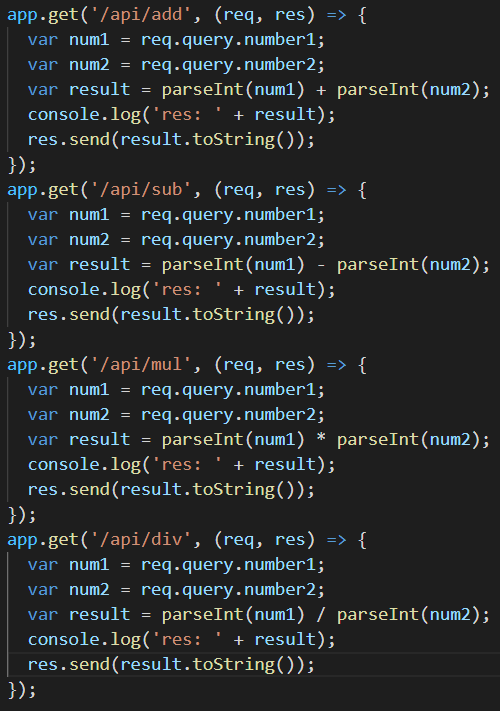 app.get('/api/add', (req, res) => {
  var num1 = req.query.number1;
  var num2 = req.query.number2;
  var result = parseInt(num1) + parseInt(num2);
  console.log('res: ' + result);
  res.send(result.toString());
});
app.get('/api/sub', (req, res) => {
  var num1 = req.query.number1;
  var num2 = req.query.number2;
  var result = parseInt(num1) - parseInt(num2);
  console.log('res: ' + result);
  res.send(result.toString());
});
app.get('/api/mul', (req, res) => {
  var num1 = req.query.number1;
  var num2 = req.query.number2;
  var result = parseInt(num1) * parseInt(num2);
  console.log('res: ' + result);
  res.send(result.toString());
});
app.get('/api/div', (req, res) => {
  var num1 = req.query.number1;
  var num2 = req.query.number2;
  var result = parseInt(num1) / parseInt(num2);
  console.log('res: ' + result);
  res.send(result.toString());
});